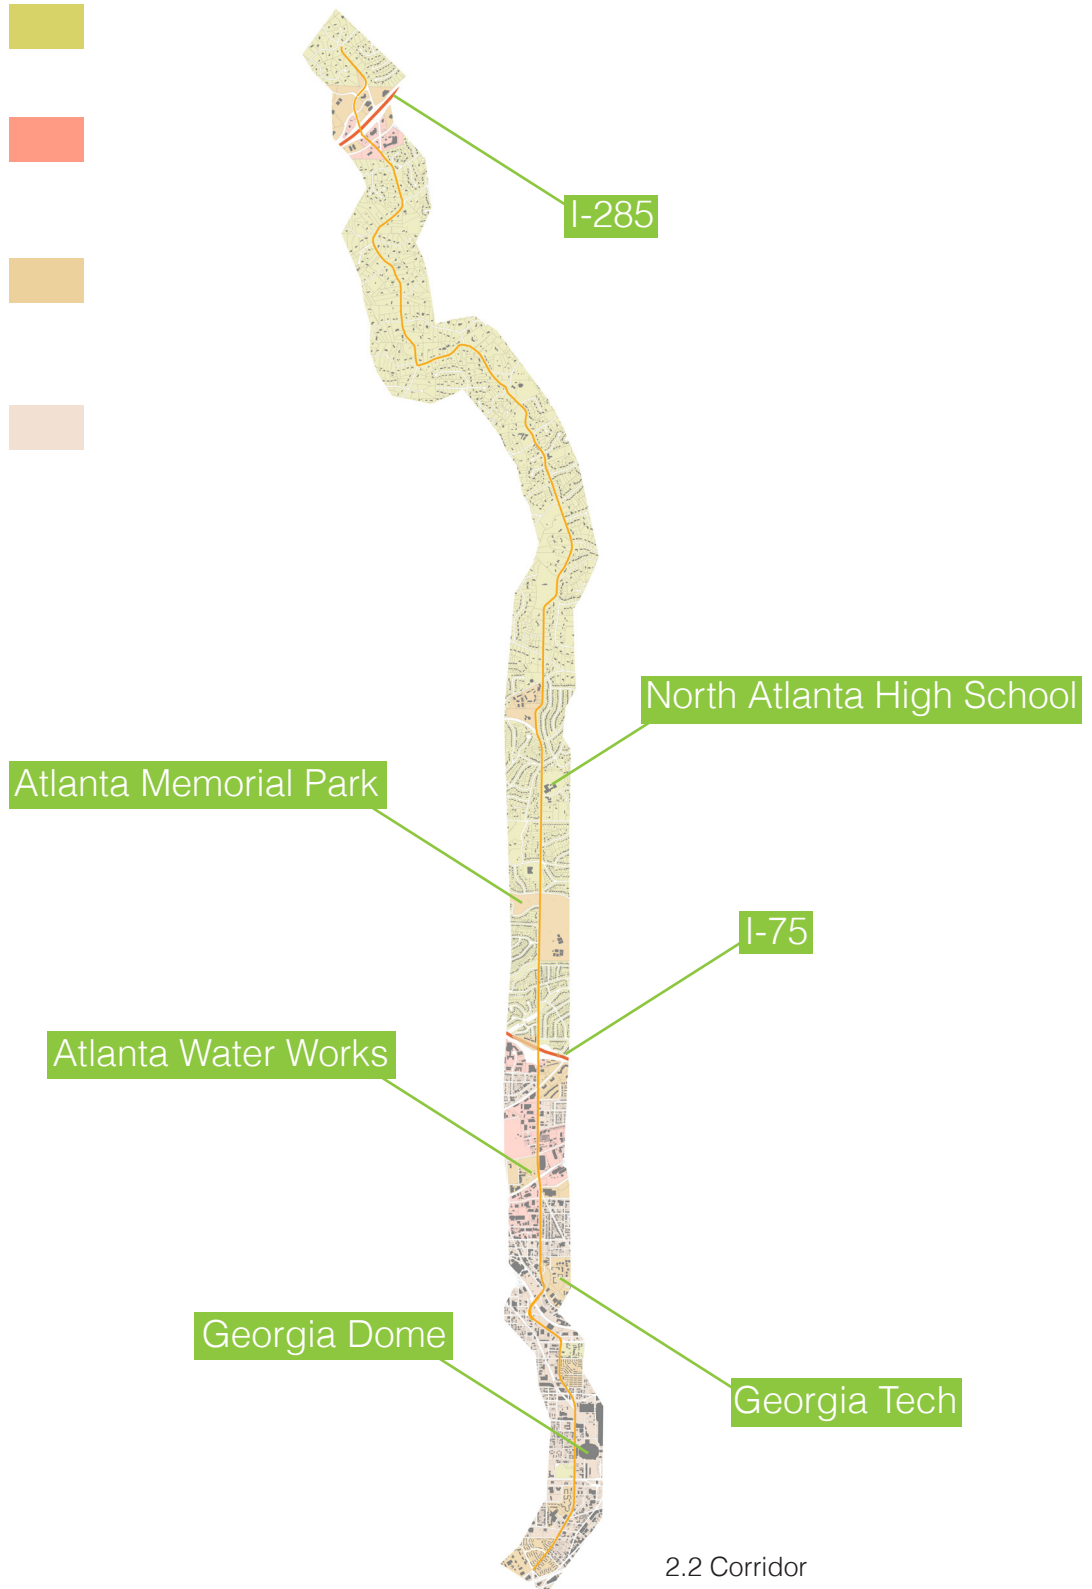 I-285
North Atlanta High School
Atlanta Memorial Park
I-75
Atlanta Water Works
Georgia Dome
Georgia Tech
2.2 Corridor